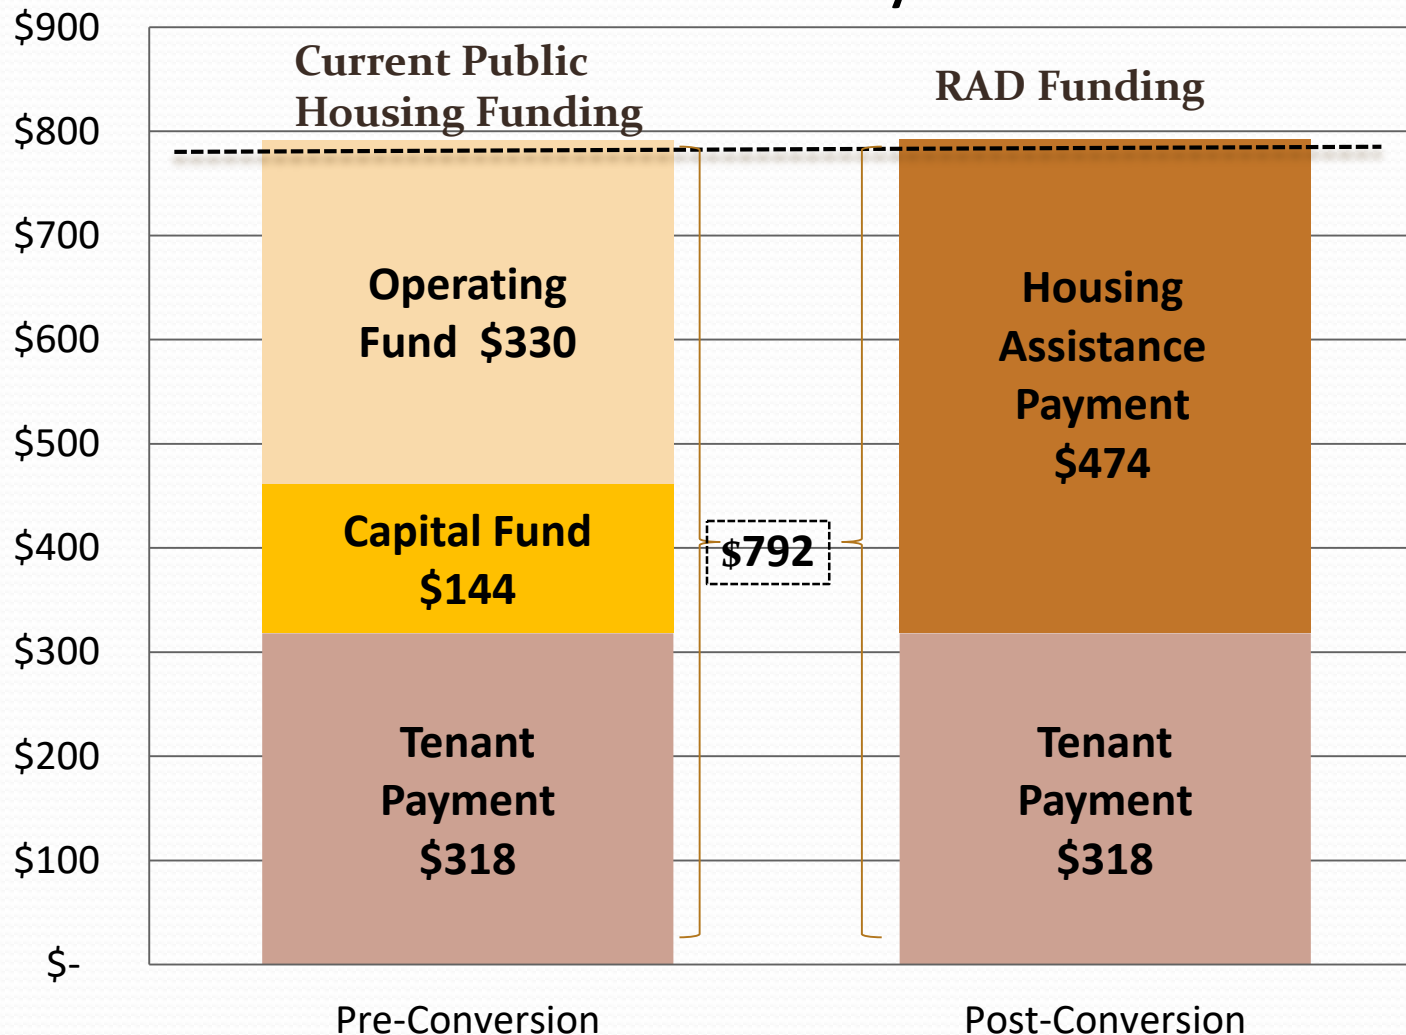 $900
$800
$700
$600
$500
$400
$300
$200
$100
$-
Current Public
Housing Funding
RAD Funding
Operating
Fund $330
Capital Fund
$144
Tenant
Payment
$318
$792
Housing
Assistance
Payment
$474
Tenant
Payment
$318
Pre-Conversion
Post-Conversion